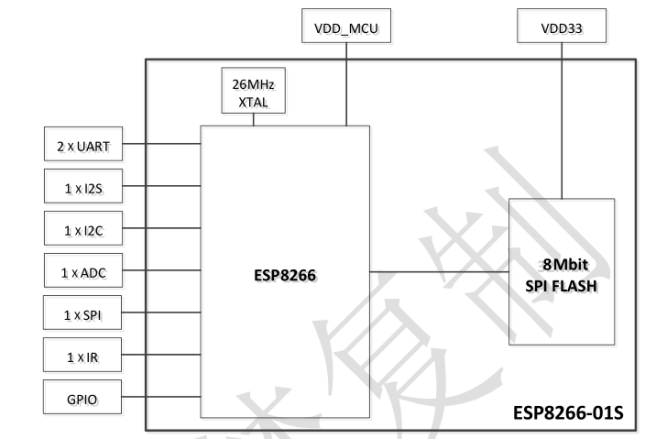 VDD_MCU
VDD33
26MHz
XTAL
2 x UART
1 x I2S
1 x I2C
1 x ADC
1 x SPI
1 x IR
GPIO
ESP8266
8Mbit
SPI FLASH
ESP8266-01S
复制